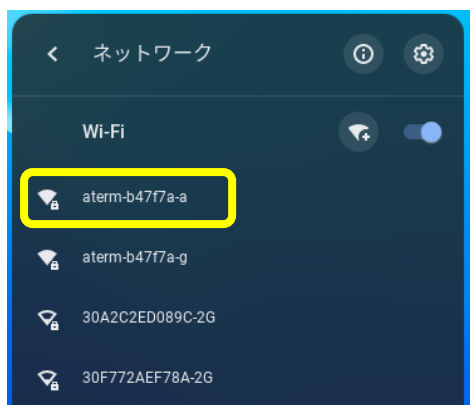 ネットワーク
Wi-Fi
aterm-b47f7a-a
aterm-b47f7a-g
30A2C2ED089C-2G
30F772AEF78A-2G